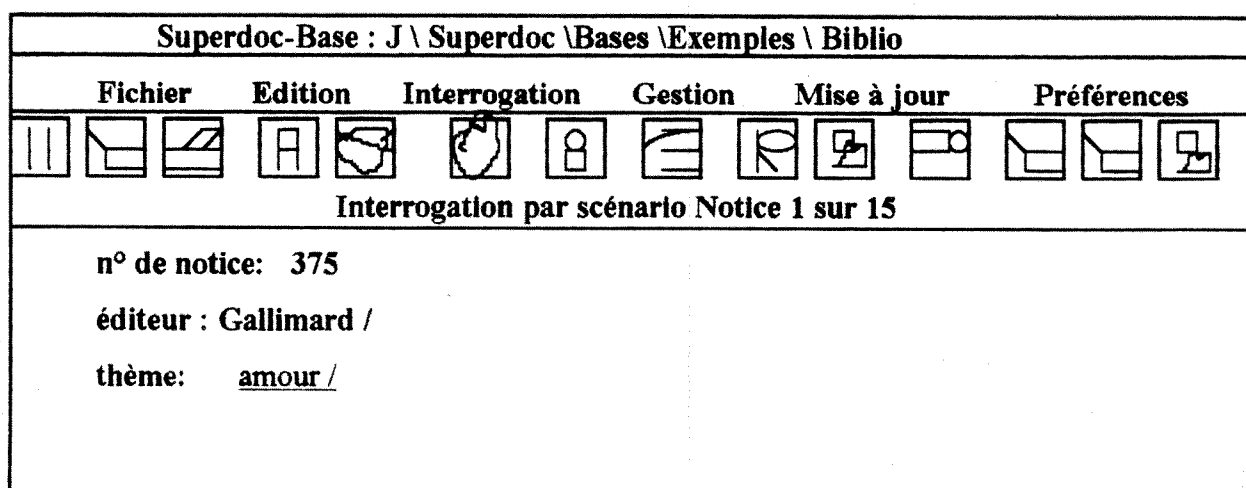 Superdoc-Base : J \ Superdoc \Bases \Exemples \ Biblio
Fichier Edition Interrogation Gestion Mise à jour Préférences
Interrogation par scénario Notice 1 sur 15
n° de notice: 375
éditeur : Gallimard /
thème: amour /